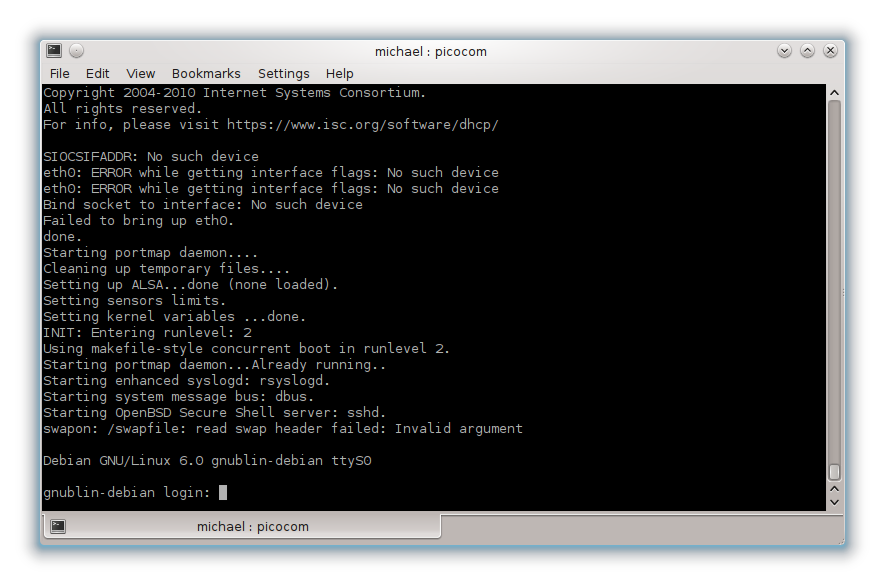 michael : picocom
File Edit View Bookmarks Settings Help
Copyright 2004-2010 Internet Systems Consortium.
All rights reserved.
For info, please visit https://www.isc.org/software/dhcp/
SIOCSIFADDR: No such device
eth0: ERROR while getting interface flags: No such device
eth0: ERROR while getting interface flags: No such device
Bind socket to interface: No such device
Failed to bring up eth0.
done.
Starting portmap daemon....
Cleaning up temporary files....
Setting up ALSA...done (none loaded).
Setting sensors limits.
Setting kernel variables ...done.
INIT: Entering runlevel: 2
Using makefile-style concurrent boot in runlevel 2.
Starting portmap daemon...Already running..
Starting enhanced syslogd: rsyslogd.
Starting system message bus: dbus.
Starting OpenBSD Secure Shell server: sshd.
swapon: /swapfile: read swap header failed: Invalid argument
Debian GNU/Linux 6.0 gnublin-debian ttyS0
gnublin-debian login:
michael : picocom